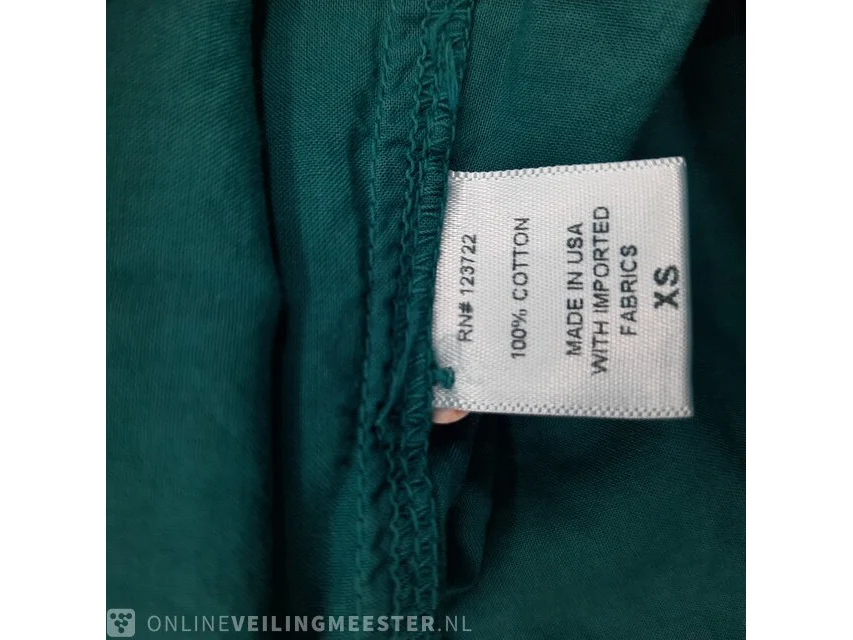 RN# 123722
100% COTTON
MADE IN USA
WITH IMPORTED
FABRICS
XS
ONLINEVEILINGMEESTER.NL